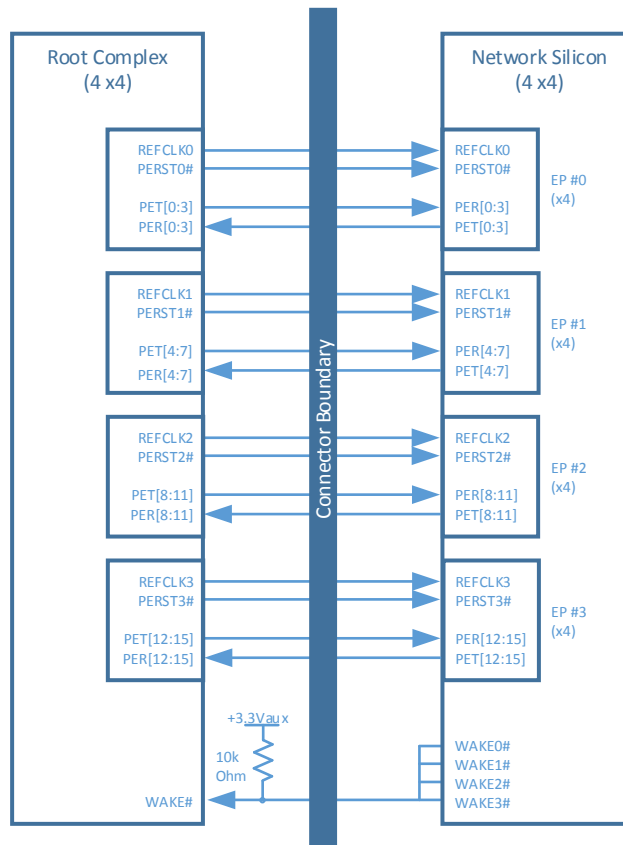 Root Complex
(4 x4)
Network Silicon
(4 x4)
REFCLK0
PERST0#
PET[0:3]
PER[0:3]
REFCLK0
PERST0#
PER[0:3]
PET[0:3]
EP #0
(x4)
REFCLK1
PERST1#
PET[4:7]
PER[4:7]
REFCLK1
PERST1#
PER[4:7]
PET[4:7]
EP #1
(x4)
Connector Boundary
REFCLK2
PERST2#
PET[8:11]
PER[8:11]
REFCLK2
PERST2#
PER[8:11]
PET[8:11]
EP #2
(x4)
REFCLK3
PERST3#
PET[12:15]
PER[12:15]
REFCLK3
PERST3#
PER[12:15]
PET[12:15]
EP #3
(x4)
+3.3Vaux
10k
Ohm
WAKE#
WAKE0#
WAKE1#
WAKE2#
WAKE3#